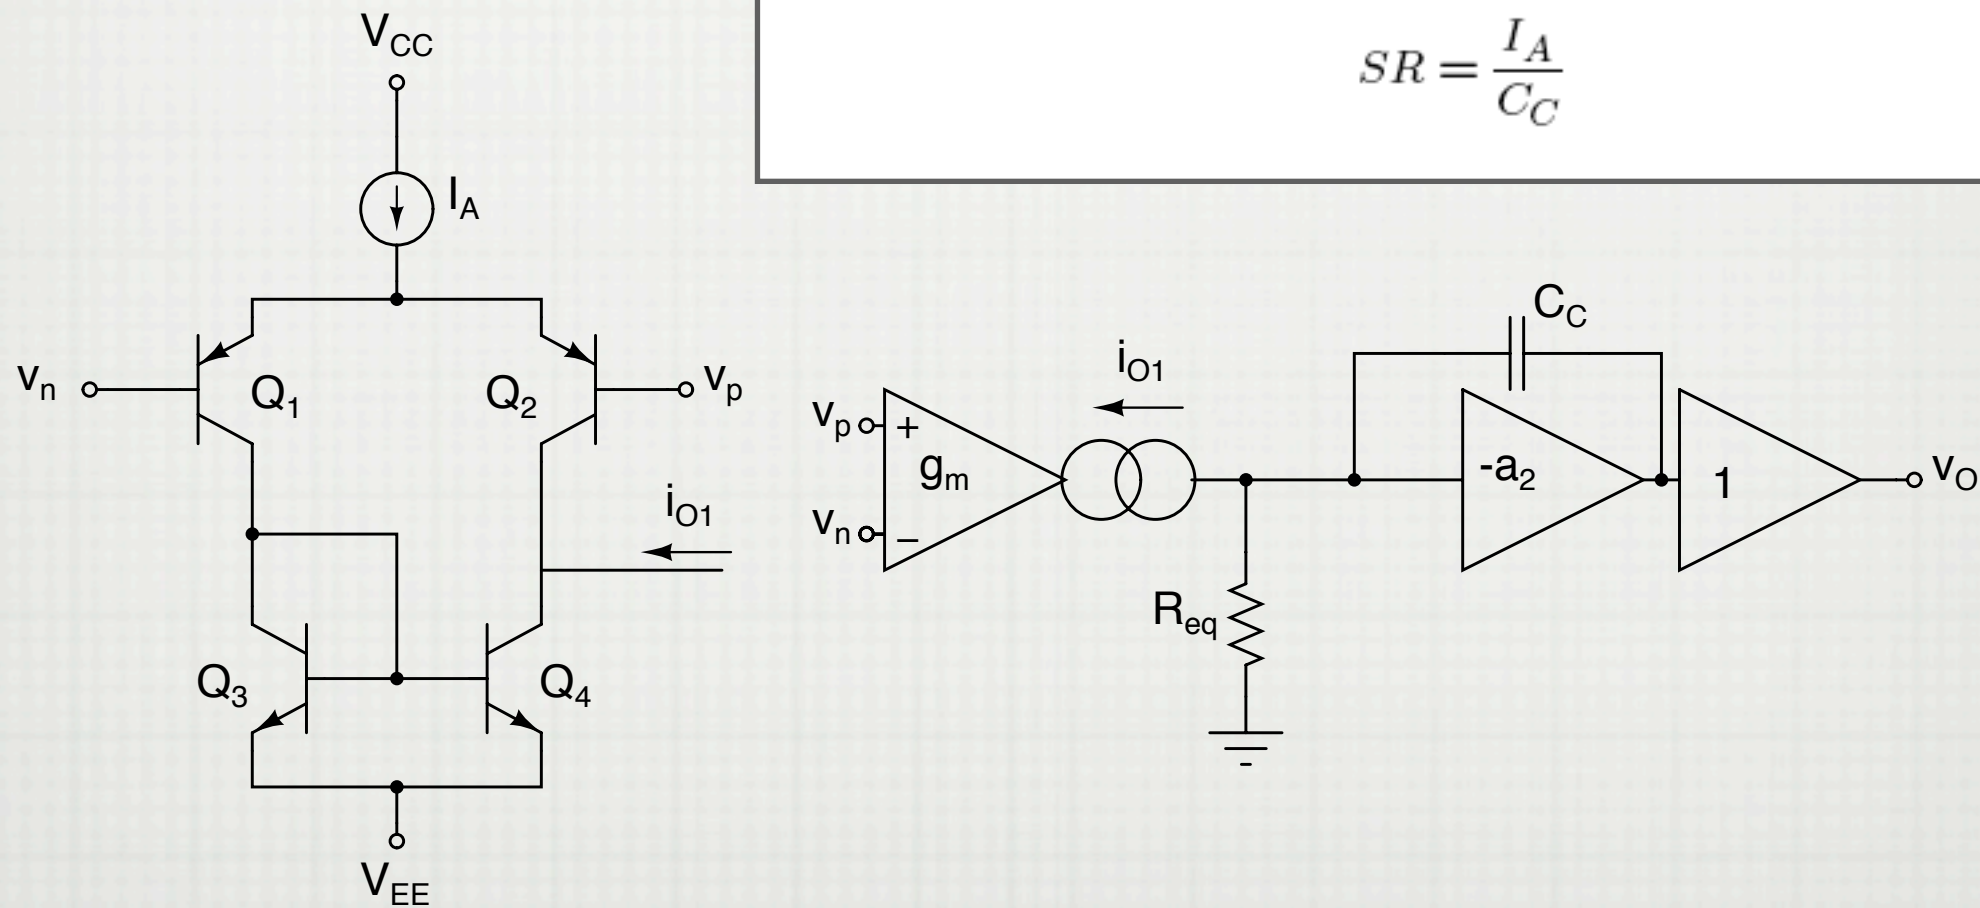 V_CC
SR = I_A / C_C
I_A
v_n
Q_1
Q_2
v_p
i_O1
Q_3
Q_4
V_EE
C_C
i_O1
v_p
+
g_m
-a_2
1
v_O
v_n
−
R_eq